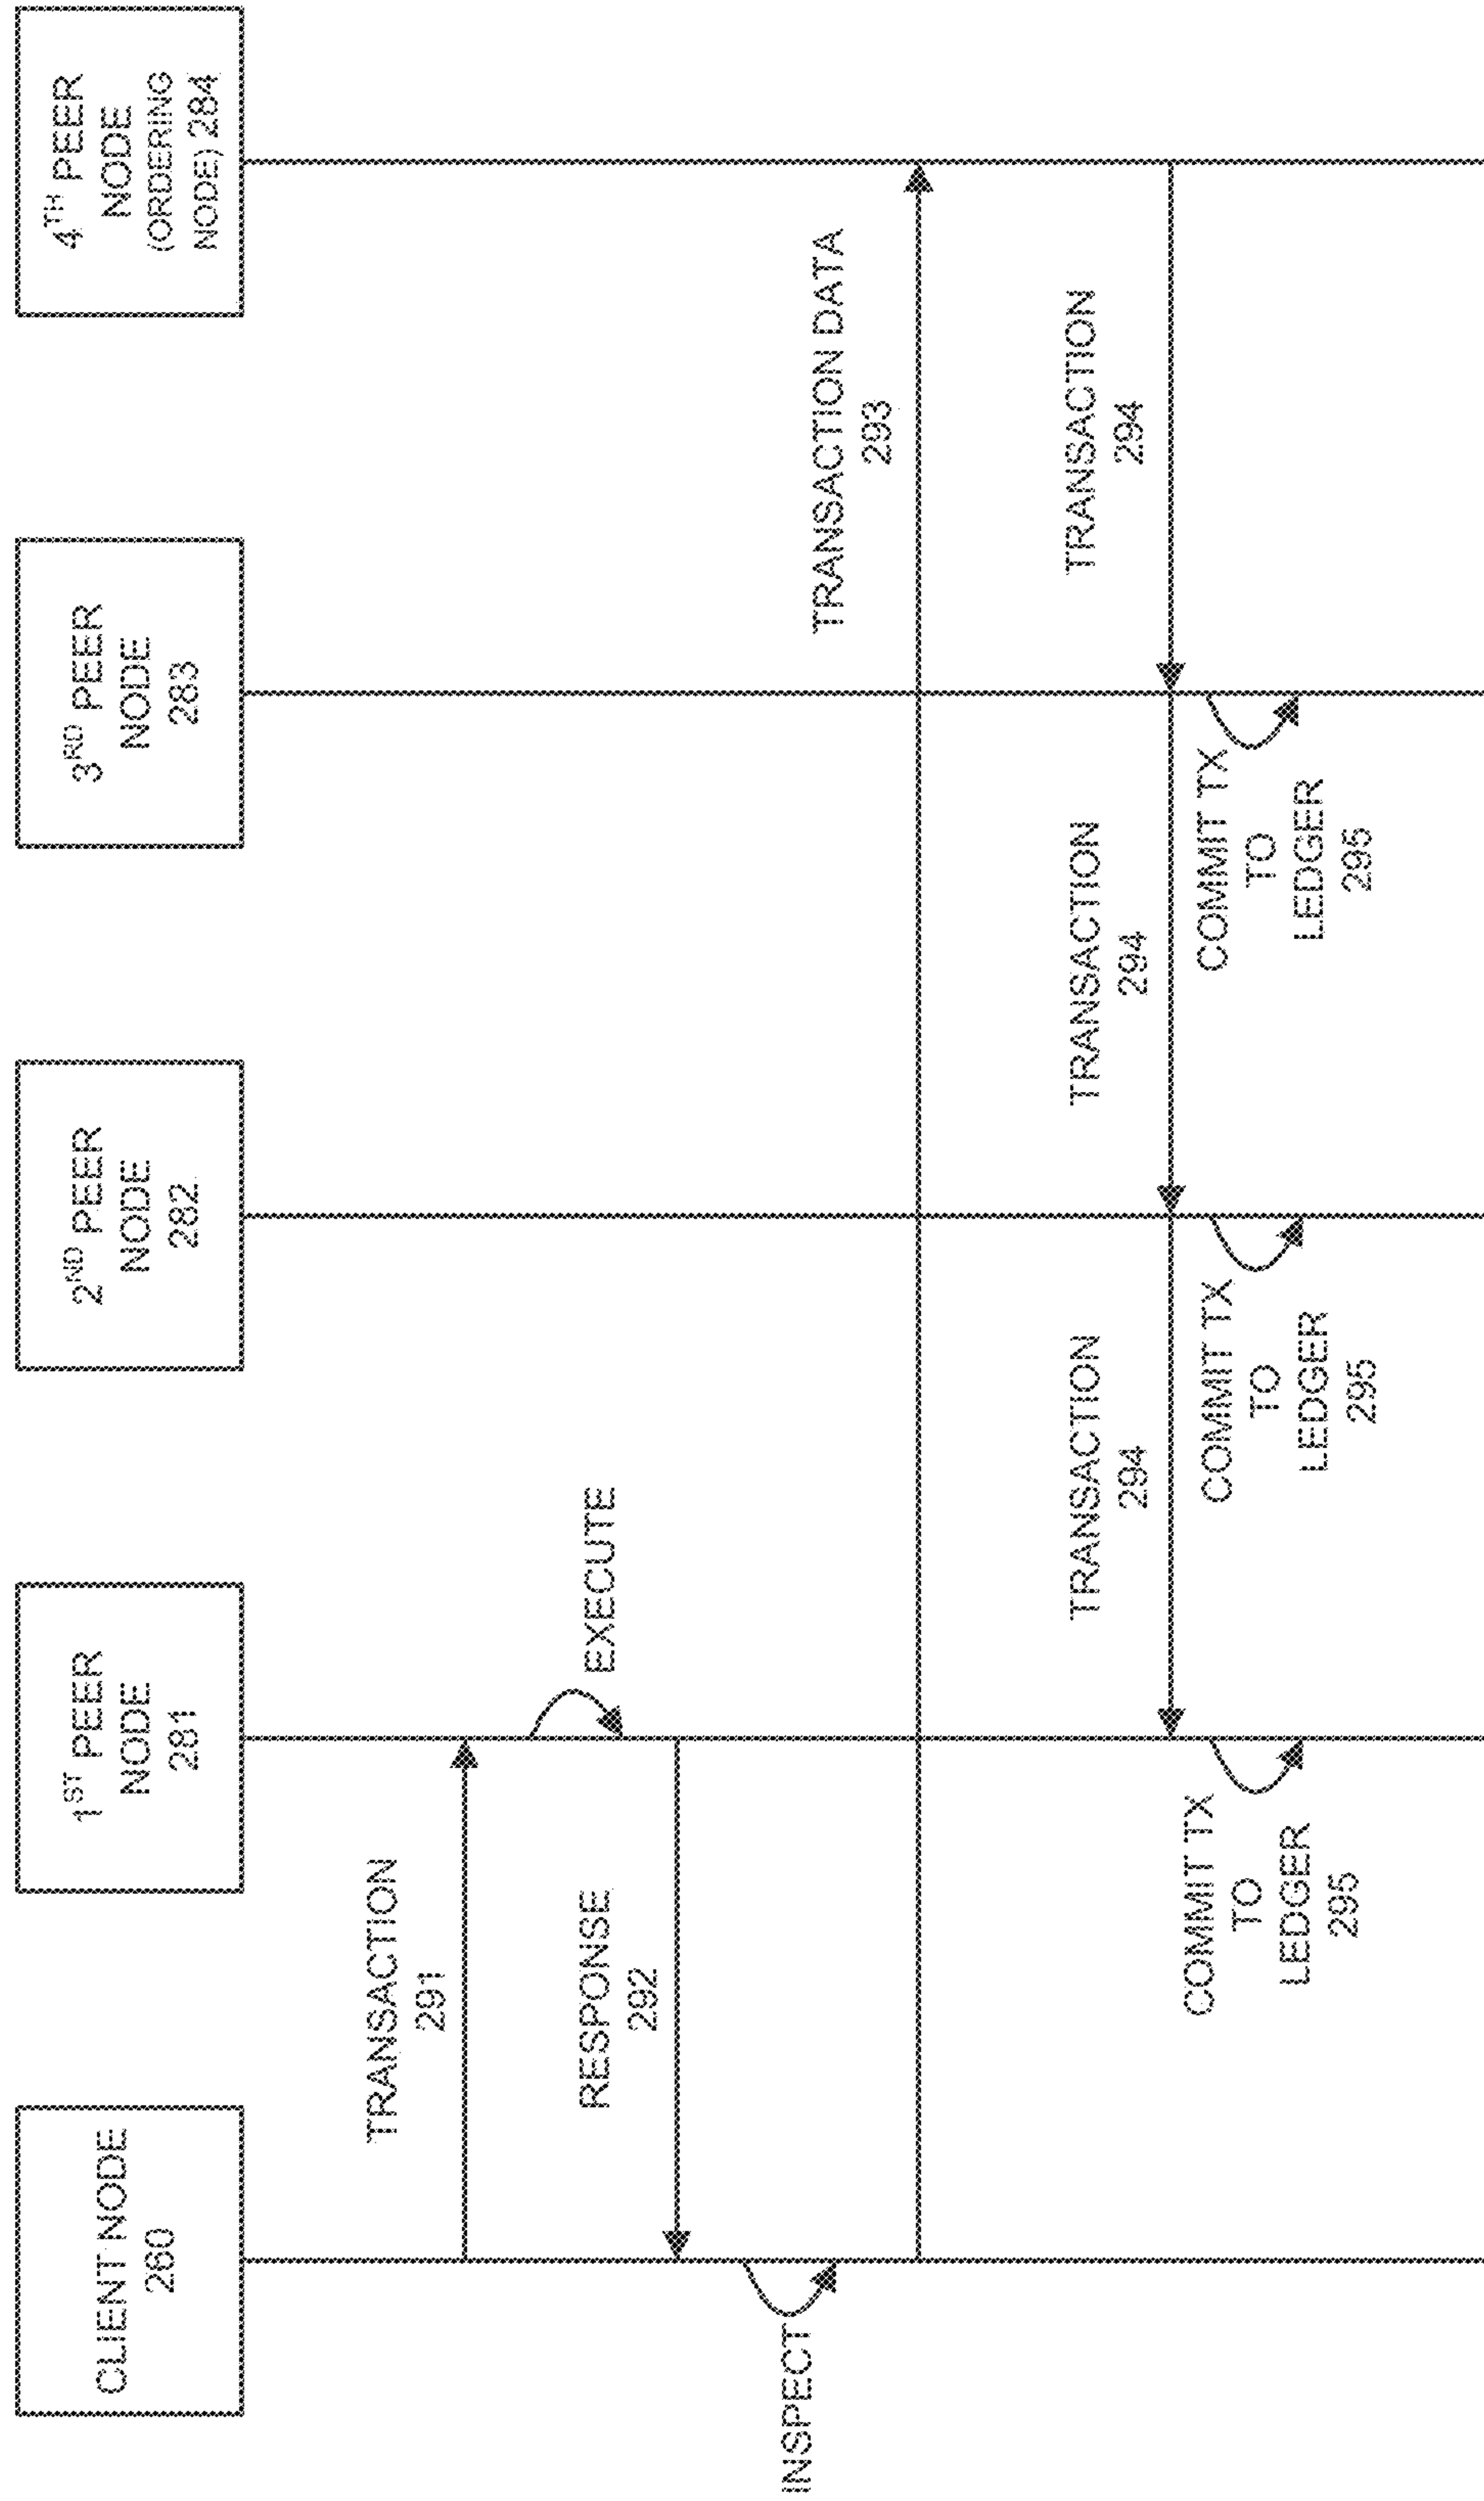 CLIENT NODE
260
1ST PEER
NODE
281
2ND PEER
NODE
282
3RD PEER
NODE
283
4TH PEER
NODE
(ORDERING
NODE) 284
TRANSACTION
291
EXECUTE
RESPONSE
292
INSPECT
TRANSACTION DATA
293
TRANSACTION
294
TRANSACTION
294
TRANSACTION
294
COMMIT TX
TO
LEDGER
295
COMMIT TX
TO
LEDGER
295
COMMIT TX
TO
LEDGER
295